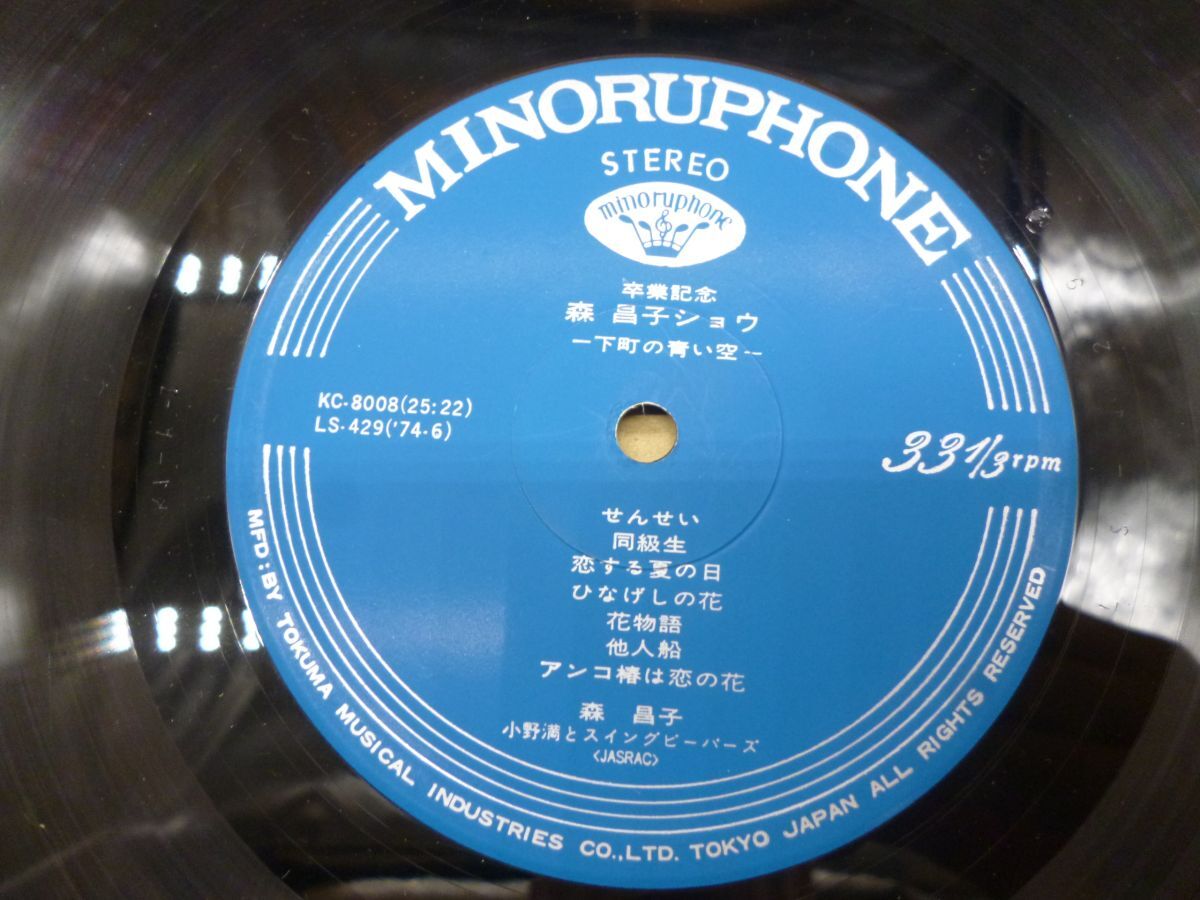 MINORUPHONE
STEREO
minoruphone
卒業記念
森 昌子ショウ
—下町の青い空—
KC-8008(25:22)
LS-429('74-6)
33 1/3 rpm
せんせい
同級生
恋する夏の日
ひなげしの花
花物語
他人船
アンコ椿は恋の花
森 昌子
小野満とスイングビーバーズ
<JASRAC>
MFD: BY TOKUMA MUSICAL INDUSTRIES CO.,LTD. TOKYO JAPAN ALL RIGHTS RESERVED